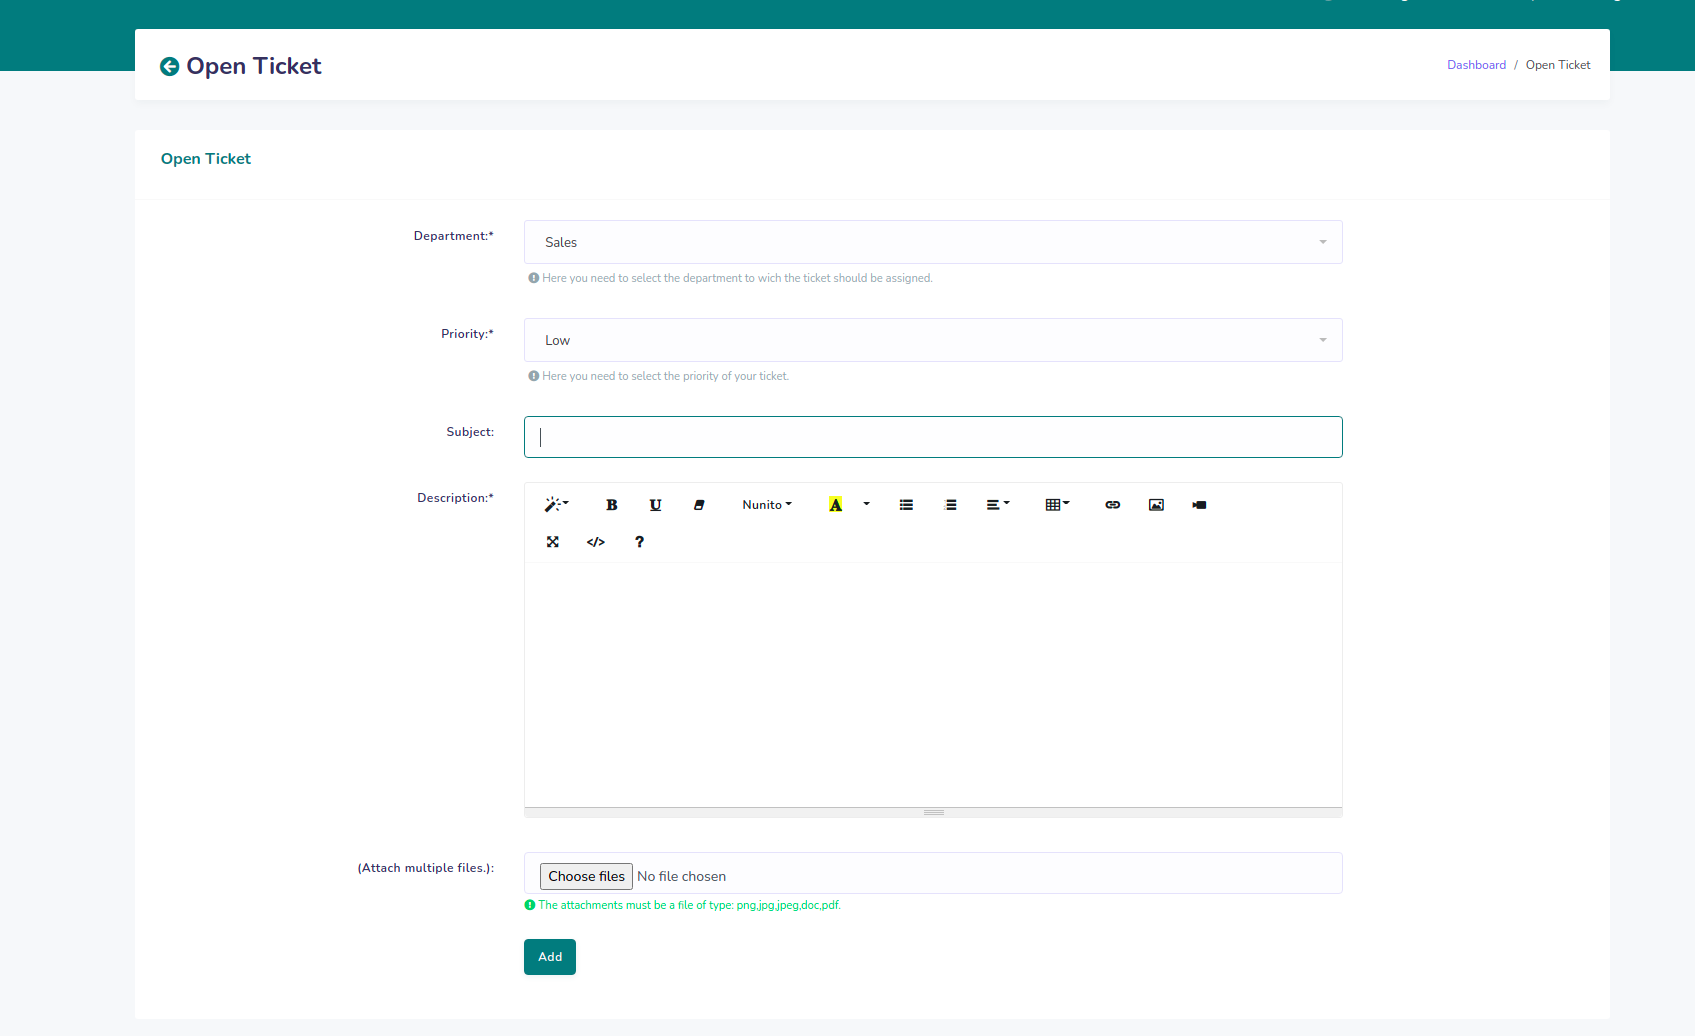 Open Ticket
Dashboard / Open Ticket
Open Ticket
Department:*
Sales
Here you need to select the department to wich the ticket should be assigned.
Priority:*
Low
Here you need to select the priority of your ticket.
Subject:
Description:*
B U Nunito A
</> ?
(Attach multiple files.):
Choose files No file chosen
The attachments must be a file of type: png,jpg,jpeg,doc,pdf.
Add